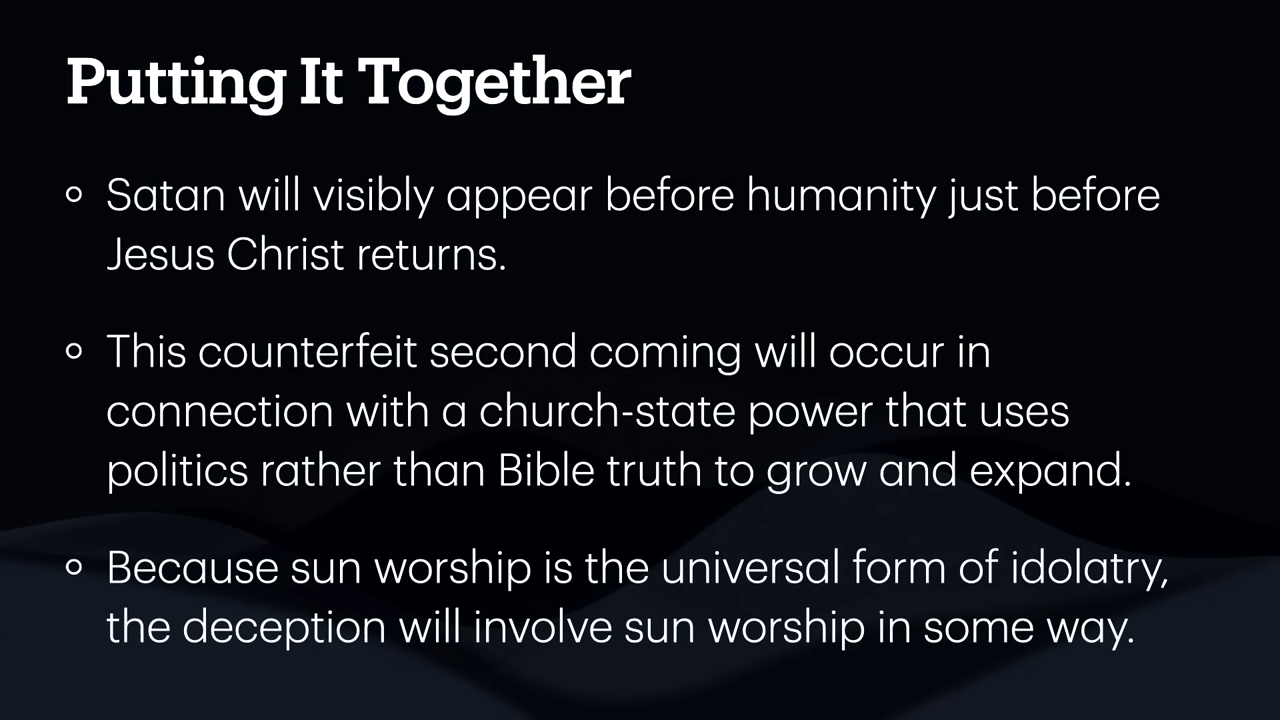 Putting It Together
Satan will visibly appear before humanity just before
Jesus Christ returns.
This counterfeit second coming will occur in
connection with a church-state power that uses
politics rather than Bible truth to grow and expand.
Because sun worship is the universal form of idolatry,
the deception will involve sun worship in some way.